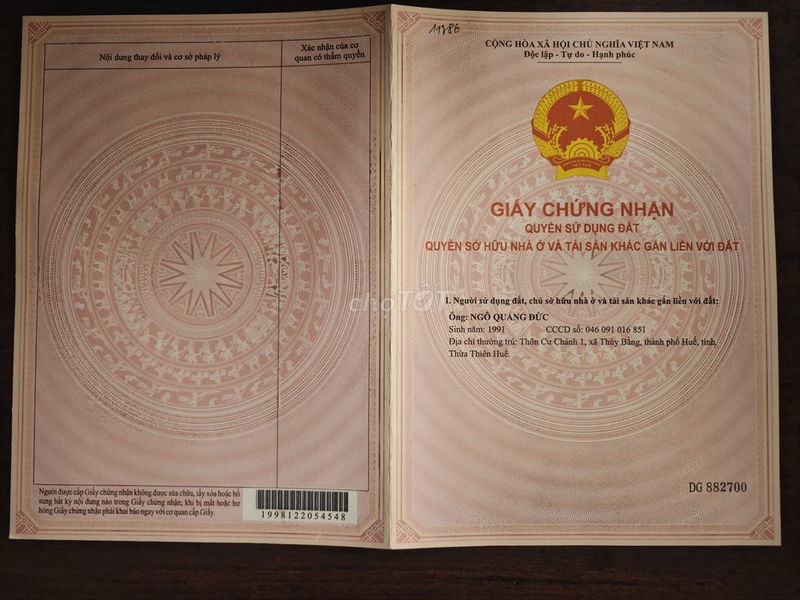 Nội dung thay đổi và cơ sở pháp lý
Xác nhận của cơ
quan có thẩm quyền
Người được cấp Giấy chứng nhận không được sửa chữa, tẩy xóa hoặc bổ
sung bất kỳ nội dung nào trong Giấy chứng nhận; khi bị mất hoặc hư
hỏng Giấy chứng nhận phải khai báo ngay với cơ quan cấp Giấy.
1998122054548
11886
CỘNG HÒA XÃ HỘI CHỦ NGHĨA VIỆT NAM
Độc lập - Tự do - Hạnh phúc
GIẤY CHỨNG NHẬN
QUYỀN SỬ DỤNG ĐẤT
QUYỀN SỞ HỮU NHÀ Ở VÀ TÀI SẢN KHÁC GẮN LIỀN VỚI ĐẤT
I. Người sử dụng đất, chủ sở hữu nhà ở và tài sản khác gắn liền với đất:
Ông: NGÔ QUANG ĐỨC
Sinh năm: 1991 CCCD số: 046 091 016 851
Địa chỉ thường trú: Thôn Cư Chánh 1, xã Thủy Bằng, thành phố Huế, tỉnh
Thừa Thiên Huế.
DG 882700
choTỐT